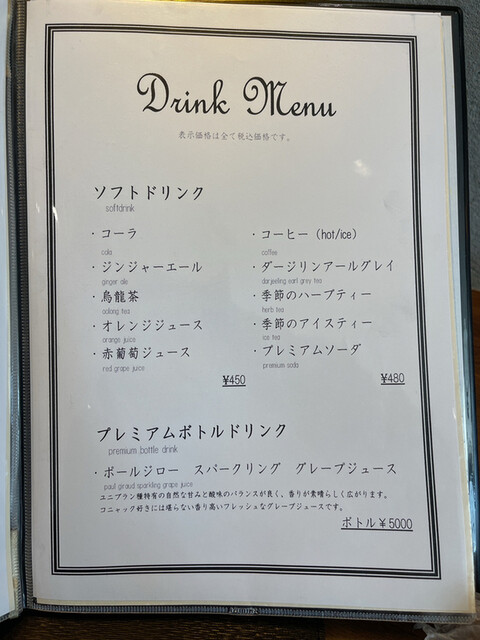 Drink Menu
表示価格は全て税込価格です。
ソフトドリンク
softdrink
・コーラ
cola
・ジンジャーエール
ginger ale
・烏龍茶
oolong tea
・オレンジジュース
orange juice
・赤葡萄ジュース
red grape juice
¥450
・コーヒー（hot/ice）
coffee
・ダージリンアールグレイ
darjeeling earl grey tea
・季節のハーブティー
herb tea
・季節のアイスティー
ice tea
・プレミアムソーダ
premium soda
¥480
プレミアムボトルドリンク
premium bottle drink
・ポールジロー　スパークリング　グレープジュース
paul giraud sparkling grape juice
ユニブラン種特有の自然な甘みと酸味のバランスが良く、香りが素晴らしく広がります。
コニャック好きには堪らない香り高いフレッシュなグレープジュースです。
ボトル¥5000